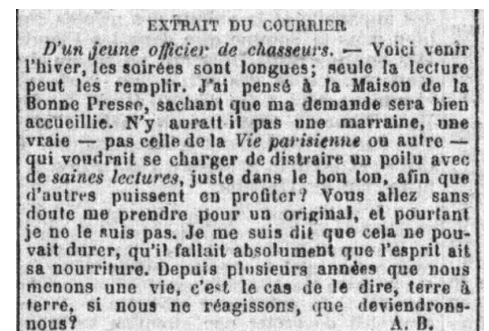 EXTRAIT DU COURRIER
D'un jeune officier de chasseurs. — Voici venir
l'hiver, les soirées sont longues; seule la lecture
peut les remplir. J'ai pensé à la Maison de la
Bonne Presse, sachant que ma demande sera bien
accueillie. N'y aurait-il pas une marraine, une
vraie — pas celle de la Vie parisienne ou autre —
qui voudrait se charger de distraire un poilu avec
de saines lectures, juste dans le bon ton, afin que
d'autres puissent en profiter? Vous allez sans
doute me prendre pour un original, et pourtant
je ne le suis pas. Je me suis dit que cela ne pou-
vait durer, qu'il fallait absolument que l'esprit ait
sa nourriture. Depuis plusieurs années que nous
menons une vie, c'est le cas de le dire, terre à
terre, si nous ne réagissons, que deviendrons-
nous? A. B.